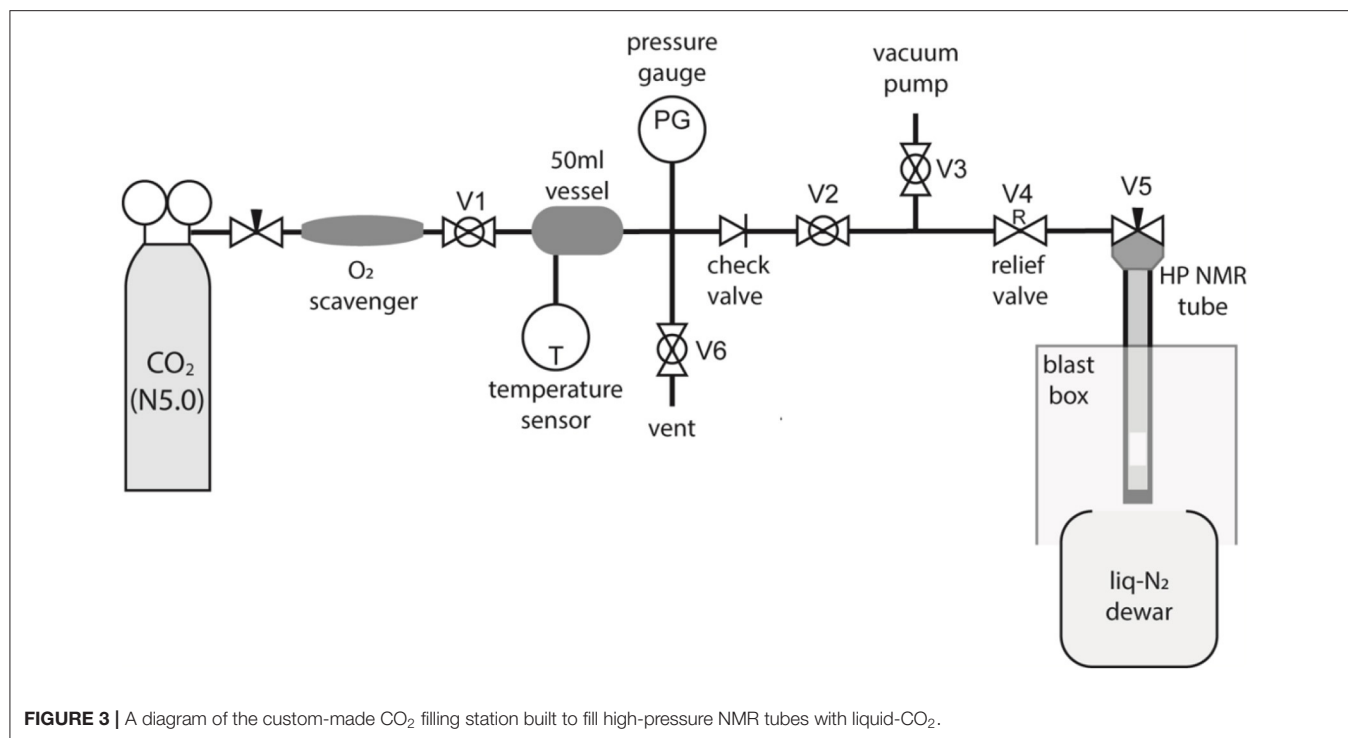 pressure
gauge
PG
vacuum
pump
V3
50ml
vessel
V1
V2
V4
R
V5
O₂
scavenger
check
valve
relief
valve
HP NMR
tube
CO₂
(N5.0)
T
temperature
sensor
V6
vent
blast
box
liq-N₂
dewar
FIGURE 3 | A diagram of the custom-made CO₂ filling station built to fill high-pressure NMR tubes with liquid-CO₂.